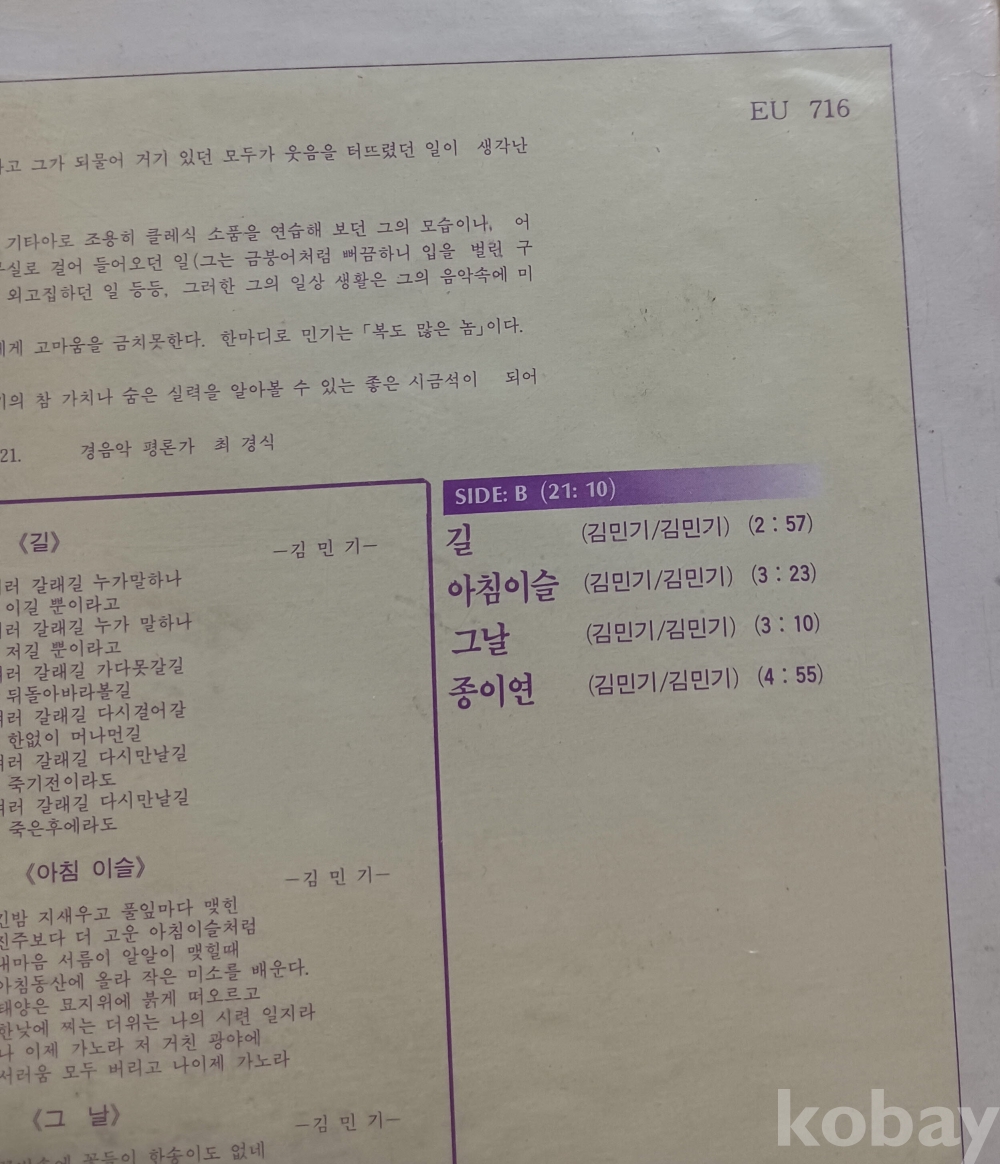 EU 716
고 그가 되물어 거기 있던 모두가 웃음을 터뜨렸던 일이 생각난
기타아로 조용히 클레식 소품을 연습해 보던 그의 모습이나, 어
실로 걸어 들어오던 일(그는 금붕어처럼 뻐끔하니 입을 벌린 구
외고집하던 일 등등, 그러한 그의 일상 생활은 그의 음악속에 미
에게 고마움을 금치못한다. 한마디로 민기는 「복도 많은 놈」이다.
의 참 가치나 숨은 실력을 알아볼 수 있는 좋은 시금석이 되어
21. 경음악 평론가 최 경식
SIDE: B (21: 10)
길 (김민기/김민기) (2 : 57)
아침이슬 (김민기/김민기) (3 : 23)
그날 (김민기/김민기) (3 : 10)
종이연 (김민기/김민기) (4 : 55)
《길》
—김 민 기—
러 갈래길 누가말하나
이길 뿐이라고
러 갈래길 누가 말하나
저길 뿐이라고
러 갈래길 가다못갈길
뒤돌아바라볼길
러 갈래길 다시걸어갈
한없이 머나먼길
여러 갈래길 다시만날길
죽기전이라도
여러 갈래길 다시만날길
죽은후에라도
《아침 이슬》
—김 민 기—
긴밤 지새우고 풀잎마다 맺힌
진주보다 더 고운 아침이슬처럼
내마음 서름이 알알이 맺힐때
아침동산에 올라 작은 미소를 배운다.
태양은 묘지위에 붉게 떠오르고
한낮에 찌는 더위는 나의 시련 일지라
나 이제 가노라 저 거친 광야에
서러움 모두 버리고 나이제 가노라
《그 날》
—김 민 기—
꽃들이 한송이도 없네
kobay